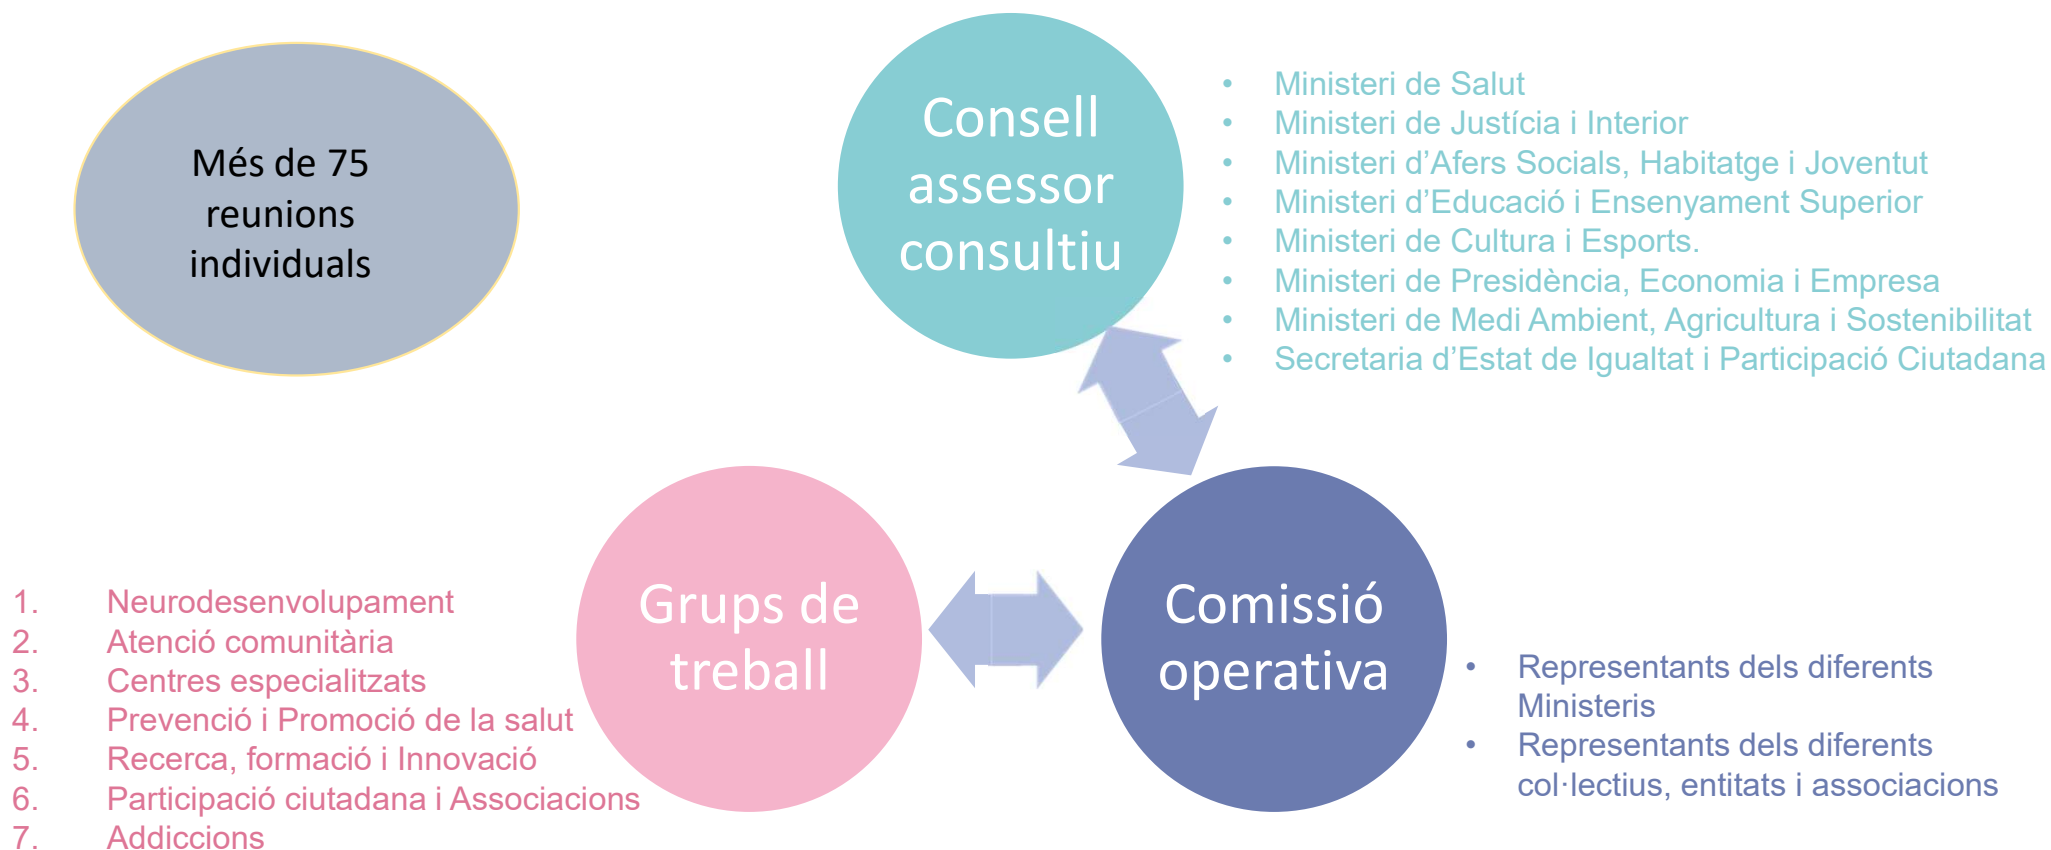 Més de 75
reunions
individuals
Consell
assessor
consultiu
• Ministeri de Salut
• Ministeri de Justícia i Interior
• Ministeri d’Afers Socials, Habitatge i Joventut
• Ministeri d’Educació i Ensenyament Superior
• Ministeri de Cultura i Esports.
• Ministeri de Presidència, Economia i Empresa
• Ministeri de Medi Ambient, Agricultura i Sostenibilitat
• Secretaria d’Estat de Igualtat i Participació Ciutadana
1. Neurodesenvolupament
2. Atenció comunitària
3. Centres especialitzats
4. Prevenció i Promoció de la salut
5. Recerca, formació i Innovació
6. Participació ciutadana i Associacions
7. Addiccions
Grups de
treball
Comissió
operativa
• Representants dels diferents
Ministeris
• Representants dels diferents
col·lectius, entitats i associacions